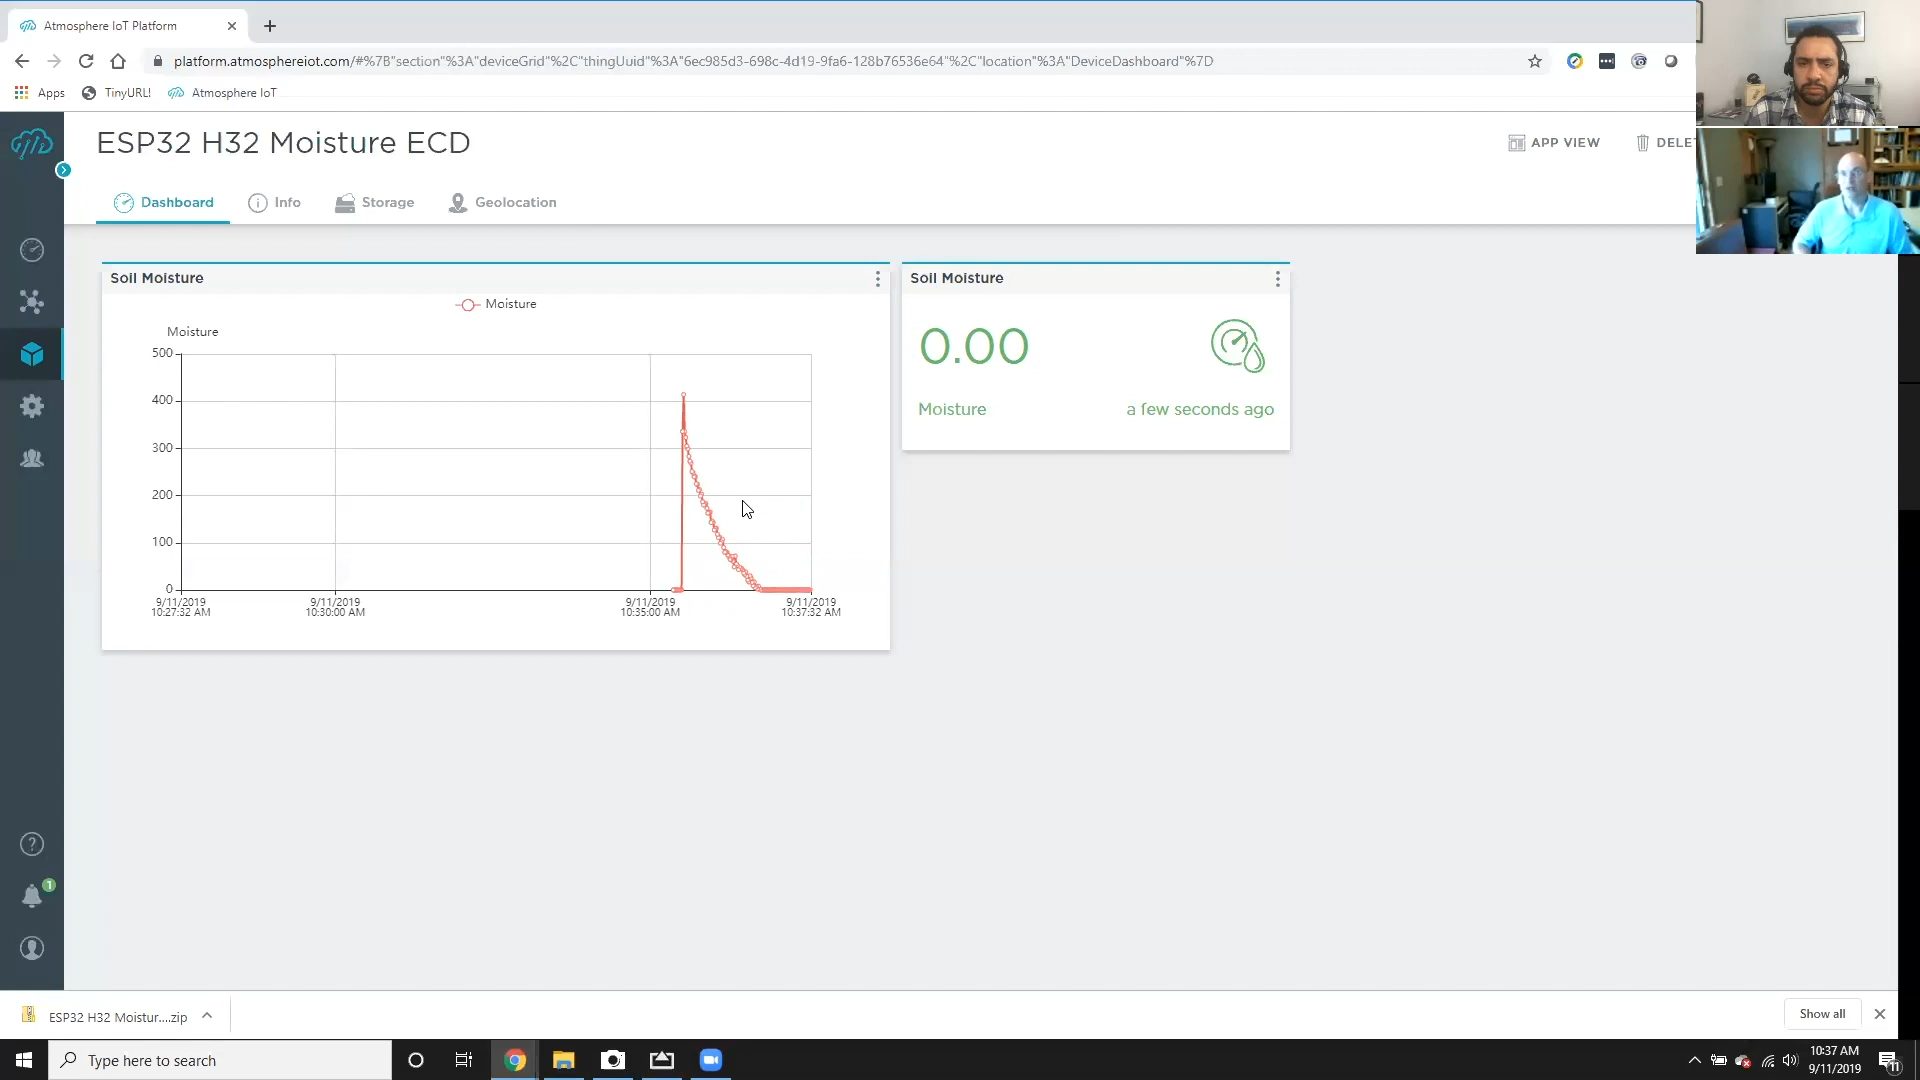 Atmosphere IoT Platform
platform.atmosphereiot.com/#%7B"section"%3A"deviceGrid"%2C"thingUuid"%3A"6ec985d3-698c-4d19-9fa6-128b76536e64"%2C"location"%3A"DeviceDashboard"%7D
Apps TinyURL! Atmosphere IoT
ESP32 H32 Moisture ECD
APP VIEW DELET
Dashboard Info Storage Geolocation
Soil Moisture
Moisture
Moisture
500
400
300
200
100
0
9/11/2019 9/11/2019 9/11/2019 9/11/2019
10:27:32 AM 10:30:00 AM 10:35:00 AM 10:37:32 AM
Soil Moisture
0.00
Moisture a few seconds ago
1
ESP32 H32 Moistur....zip
Show all
Type here to search
10:37 AM
9/11/2019
11